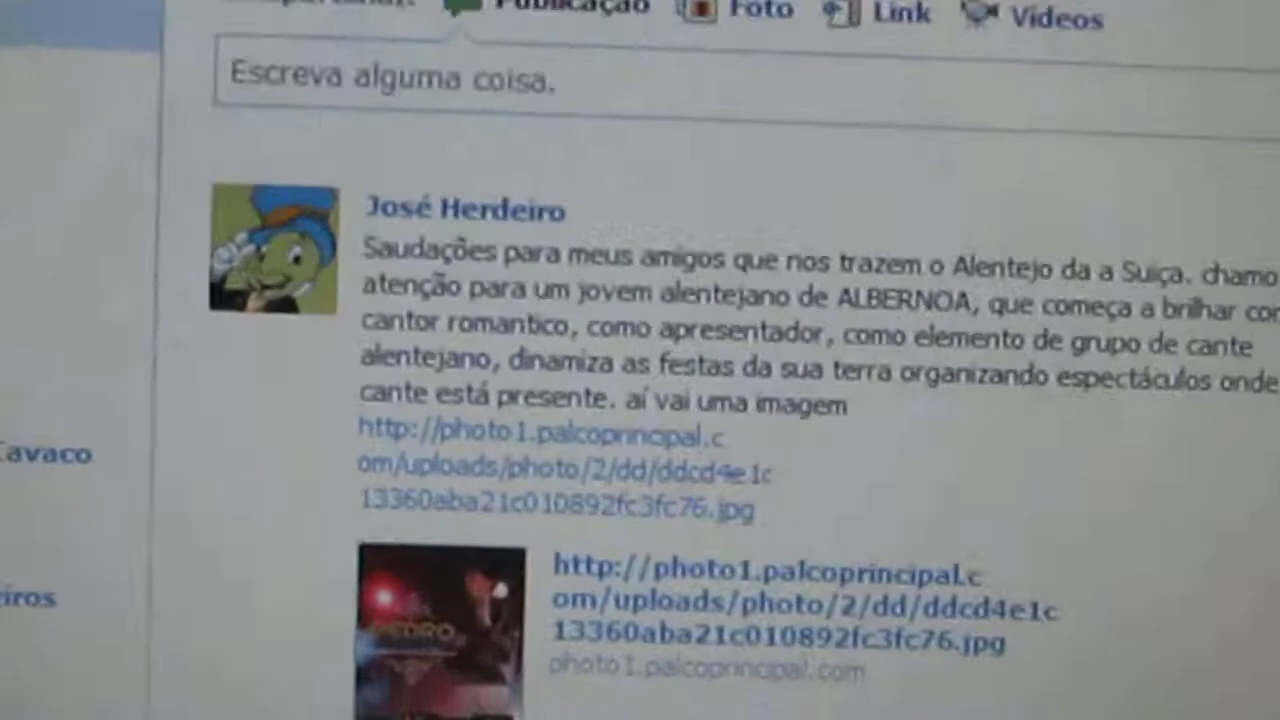 Publicação Foto Link Vídeos
Escreva alguma coisa.
José Herdeiro
Saudações para meus amigos que nos trazem o Alentejo da a Suiça. chamo
atenção para um jovem alentejano de ALBERNOA, que começa a brilhar
cantor romantico, como apresentador, como elemento de grupo de cante
alentejano, dinamiza as festas da sua terra organizando espectáculos onde
cante está presente. aí vai uma imagem
http://photo1.palcoprincipal.c
om/uploads/photo/2/dd/ddcd4e1c
13360aba21c010892fc3fc76.jpg
Cavaco
http://photo1.palcoprincipal.c
om/uploads/photo/2/dd/ddcd4e1c
13360aba21c010892fc3fc76.jpg
photo1.palcoprincipal.com
eiros